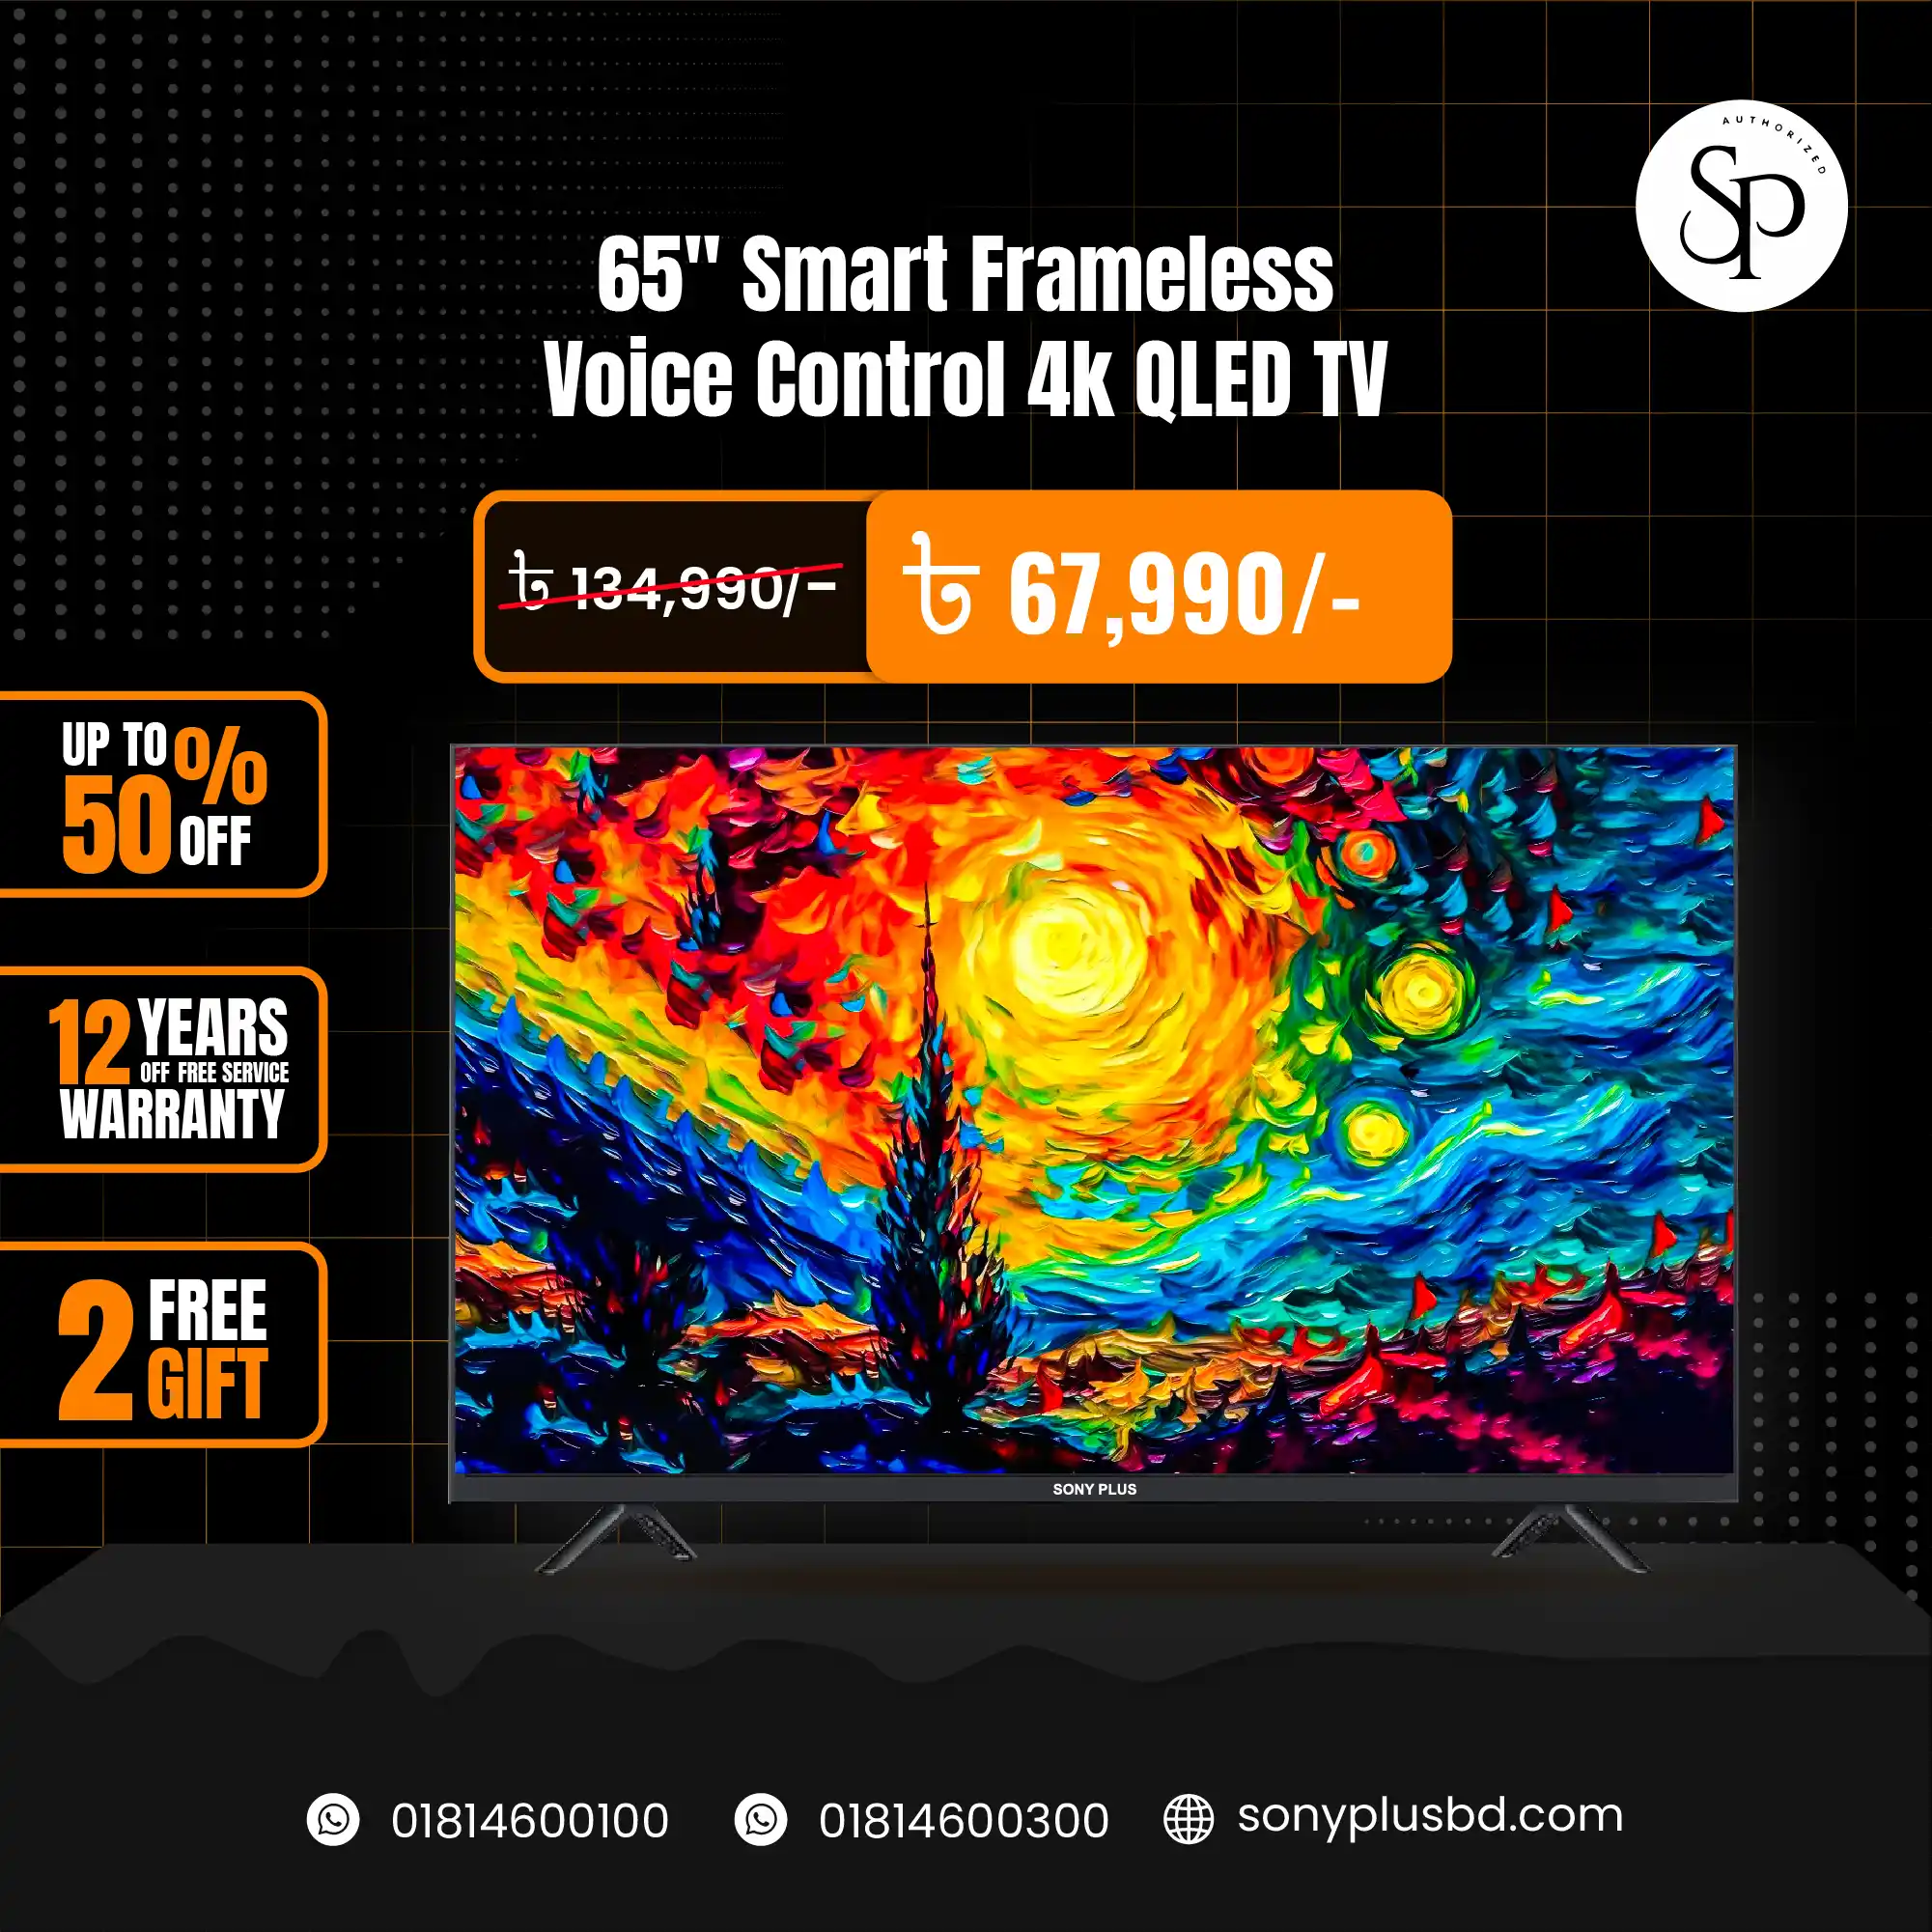 AUTHORIZED
SP
65" Smart Frameless
Voice Control 4k QLED TV
৳ 134,990/-
৳ 67,990/-
UP TO
50% OFF
12 YEARS
OFF FREE SERVICE
WARRANTY
2 FREE
GIFT
SONY PLUS
01814600100
01814600300
sonyplusbd.com